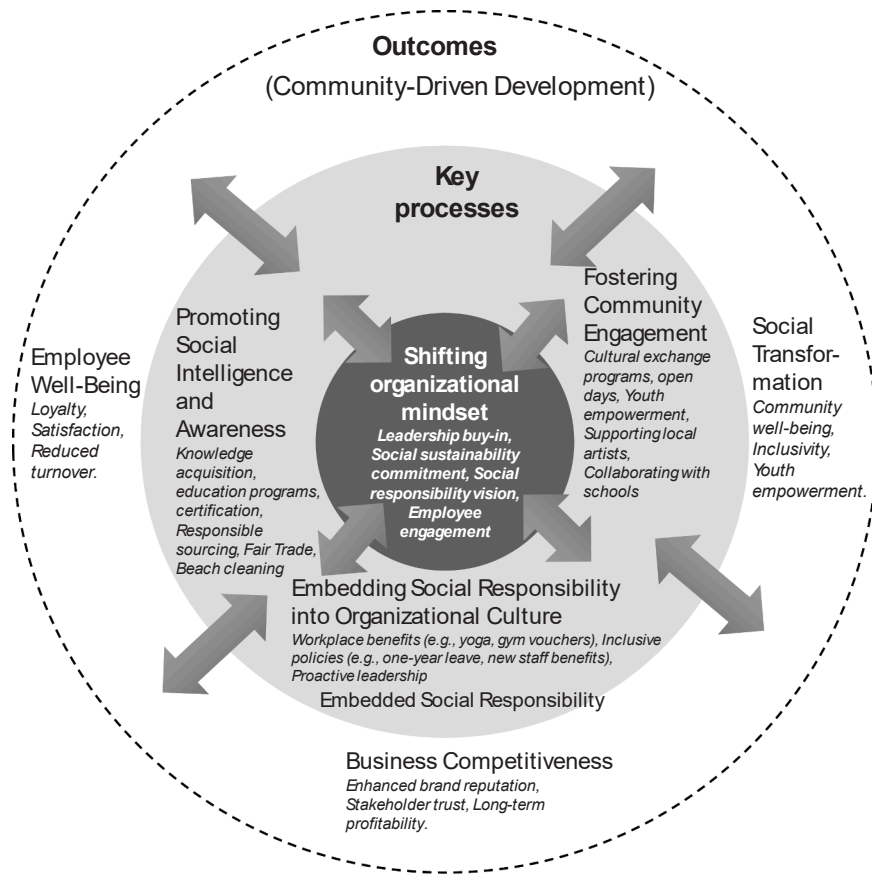 Outcomes
(Community-Driven Development)
Key
processes
Promoting
Social
Intelligence
and
Awareness
Knowledge
acquisition,
education programs,
certification,
Responsible
sourcing, Fair Trade,
Beach cleaning
Shifting
organizational
mindset
Leadership buy-in,
Social sustainability
commitment, Social
responsibility vision,
Employee
engagement
Fostering
Community
Engagement
Cultural exchange
programs, open
days, Youth
empowerment,
Supporting local
artists,
Collaborating with
schools
Employee
Well-Being
Loyalty,
Satisfaction,
Reduced
turnover.
Social
Transfor-
mation
Community
well-being,
Inclusivity,
Youth
empowerment.
Embedding Social Responsibility
into Organizational Culture
Workplace benefits (e.g., yoga, gym vouchers), Inclusive
policies (e.g., one-year leave, new staff benefits),
Proactive leadership
Embedded Social Responsibility
Business Competitiveness
Enhanced brand reputation,
Stakeholder trust, Long-term
profitability.